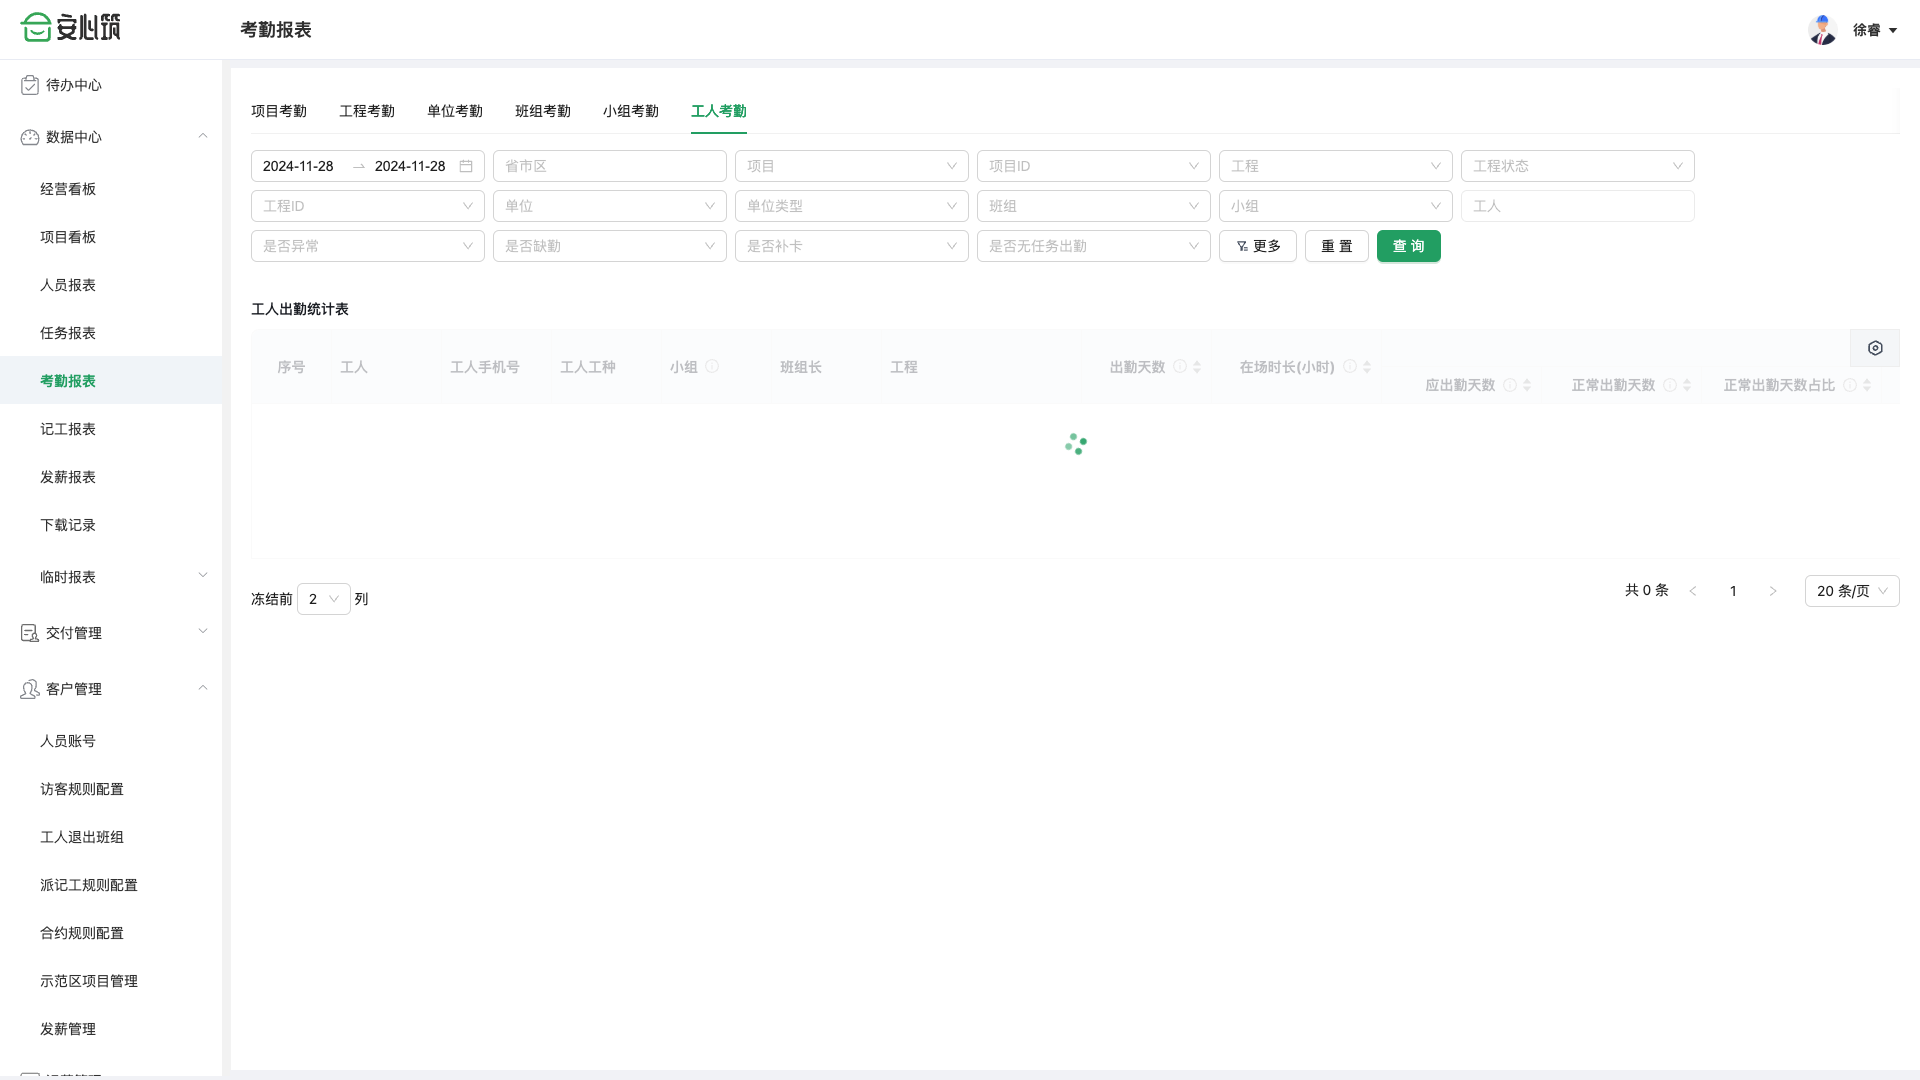 安心筑
考勤报表
徐睿
待办中心
数据中心
经营看板
项目看板
人员报表
任务报表
考勤报表
记工报表
发薪报表
下载记录
临时报表
交付管理
客户管理
人员账号
访客规则配置
工人退出班组
派记工规则配置
合约规则配置
示范区项目管理
发薪管理
项目考勤 工程考勤 单位考勤 班组考勤 小组考勤 工人考勤
2024-11-28 → 2024-11-28 省市区 项目 项目ID 工程 工程状态
工程ID 单位 单位类型 班组 小组 工人
是否异常 是否缺勤 是否补卡 是否无任务出勤 更多 重 置 查 询
工人出勤统计表
序号 工人 工人手机号 工人工种 小组 班组长 工程 出勤天数 在场时长(小时)
应出勤天数 正常出勤天数 正常出勤天数占比
冻结前 2 列
共 0 条 < 1 > 20 条/页